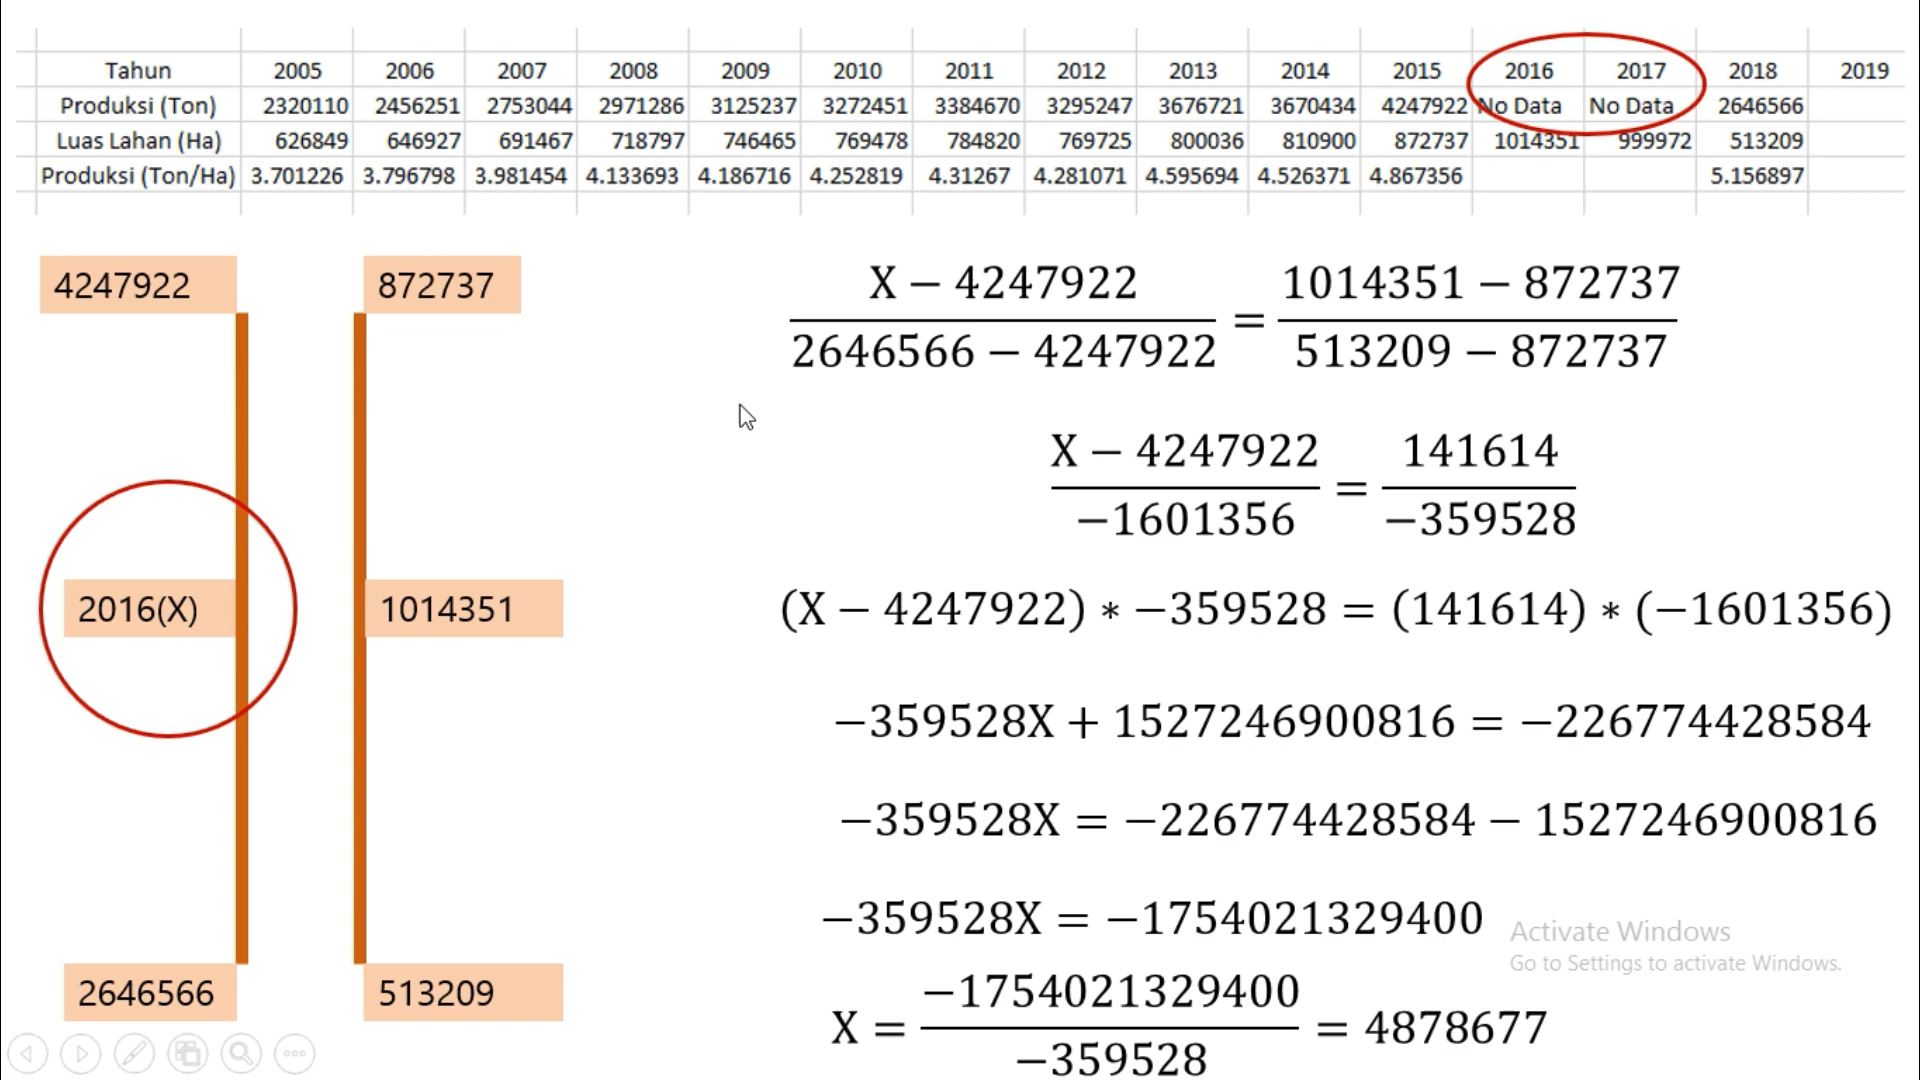 Tahun 2005 2006 2007 2008 2009 2010 2011 2012 2013 2014 2015 2016 2017 2018 2019
Produksi (Ton) 2320110 2456251 2753044 2971286 3125237 3272451 3384670 3295247 3676721 3670434 4247922 No Data No Data 2646566
Luas Lahan (Ha) 626849 646927 691467 718797 746465 769478 784820 769725 800036 810900 872737 1014351 999972 513209
Produksi (Ton/Ha) 3.701226 3.796798 3.981454 4.133693 4.186716 4.252819 4.31267 4.281071 4.595694 4.526371 4.867356 5.156897
4247922 872737
2016(X) 1014351
2646566 513209
X − 4247922 1014351 − 872737
=
2646566 − 4247922 513209 − 872737
X − 4247922 141614
=
−1601356 −359528
(X − 4247922) ∗ −359528 = (141614) ∗ (−1601356)
−359528X + 1527246900816 = −226774428584
−359528X = −226774428584 − 1527246900816
−359528X = −1754021329400
−1754021329400
X = = 4878677
−359528
Activate Windows
Go to Settings to activate Windows.